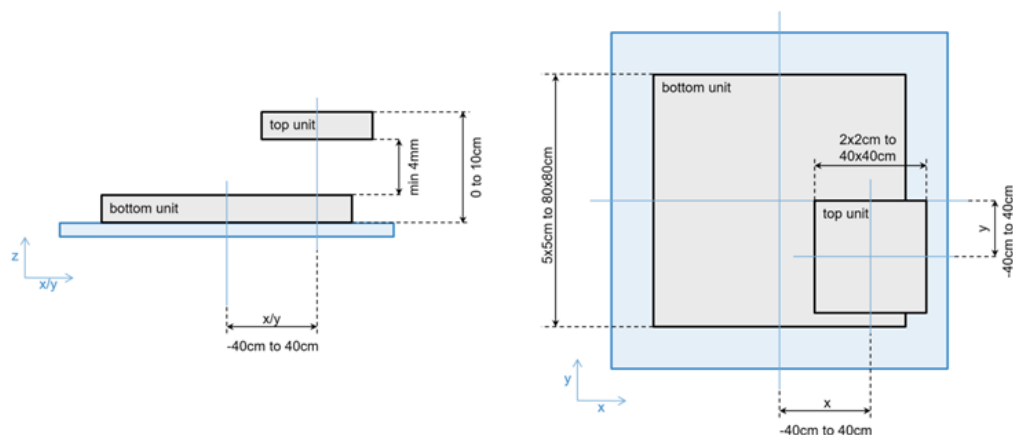 top unit
min 4mm
0 to 10cm
bottom unit
z
x/y
x/y
-40cm to 40cm
bottom unit
2x2cm to
40x40cm
5x5cm to 80x80cm
top unit
y
-40cm to 40cm
y
x
x
-40cm to 40cm